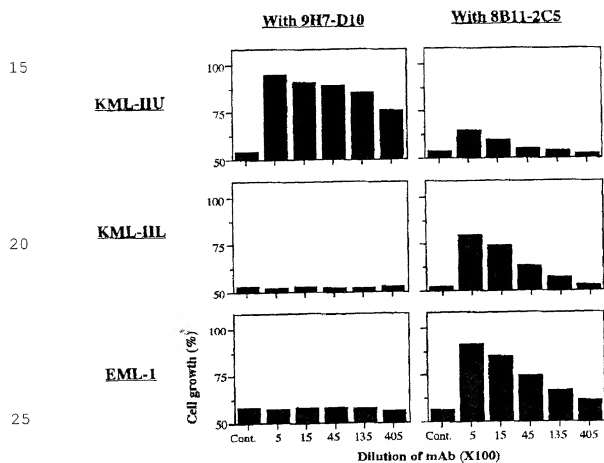 With 9H7-D10
With 8B11-2C5
15
KML-IIU
100
75
50
20
KML-IIL
100
75
50
25
EML-1
Cell growth (%)
100
75
50
Cont. 5 15 45 135 405
Cont. 5 15 45 135 405
Dilution of mAb (X100)